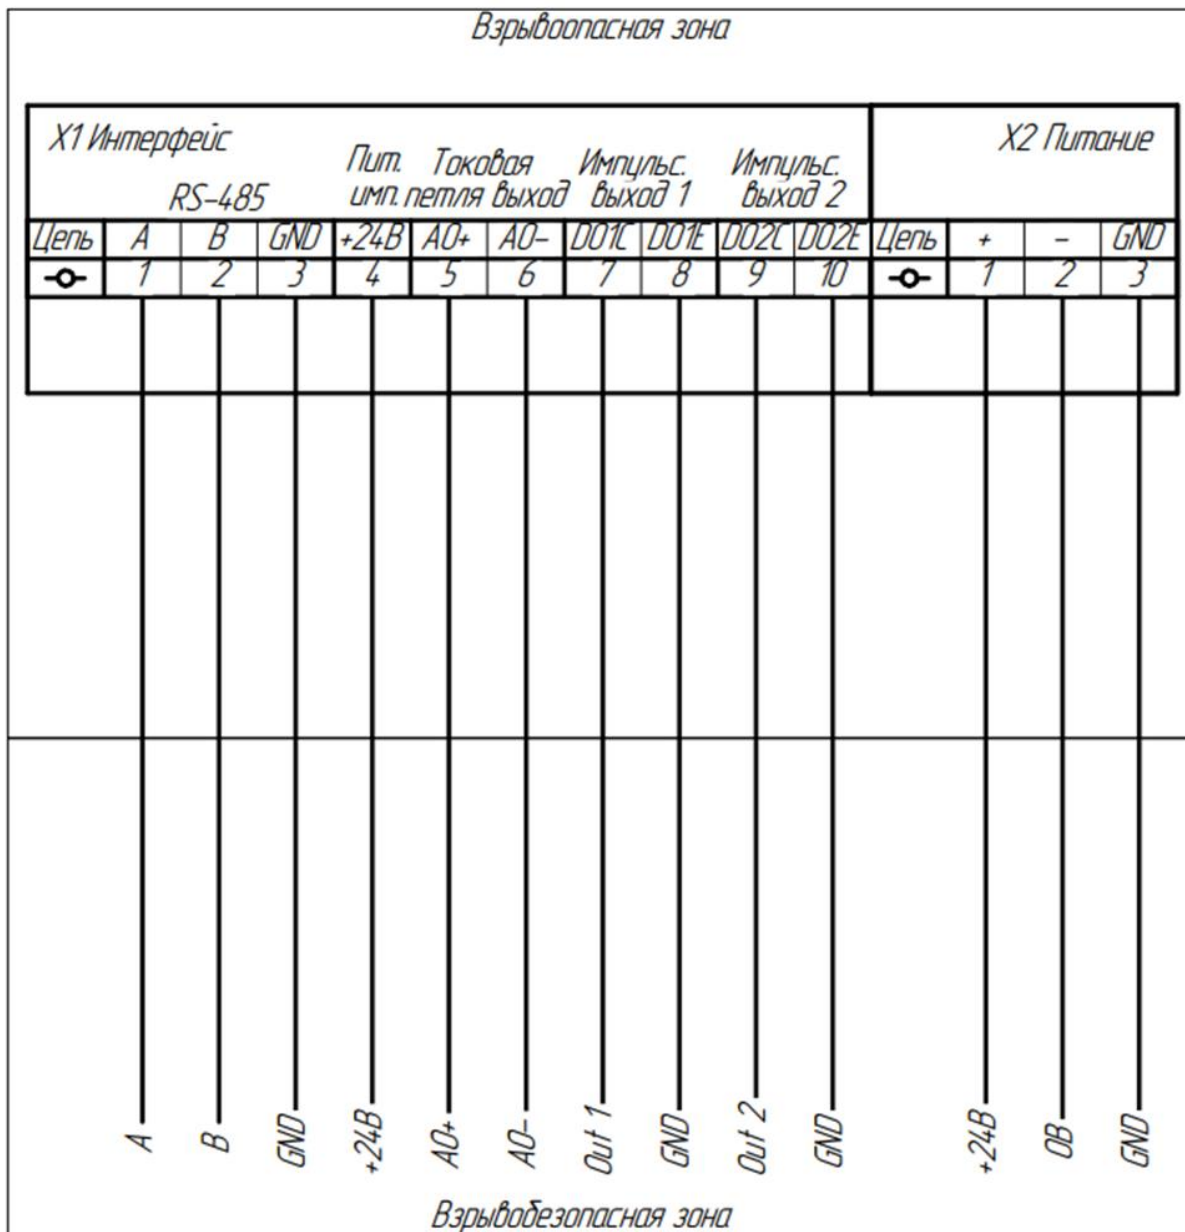 Взрывоопасная зона
X1 Интерфейс
X2 Питание
RS-485
Пит. имп.
Токовая петля выход
Импульс. выход 1
Импульс. выход 2
Цепь A B GND +24В AO+ AO- DO1C DO1E DO2C DO2E Цепь + - GND
1 2 3 4 5 6 7 8 9 10 1 2 3
A B GND +24В AO+ AO- Out 1 GND Out 2 GND +24В 0В GND
Взрывобезопасная зона